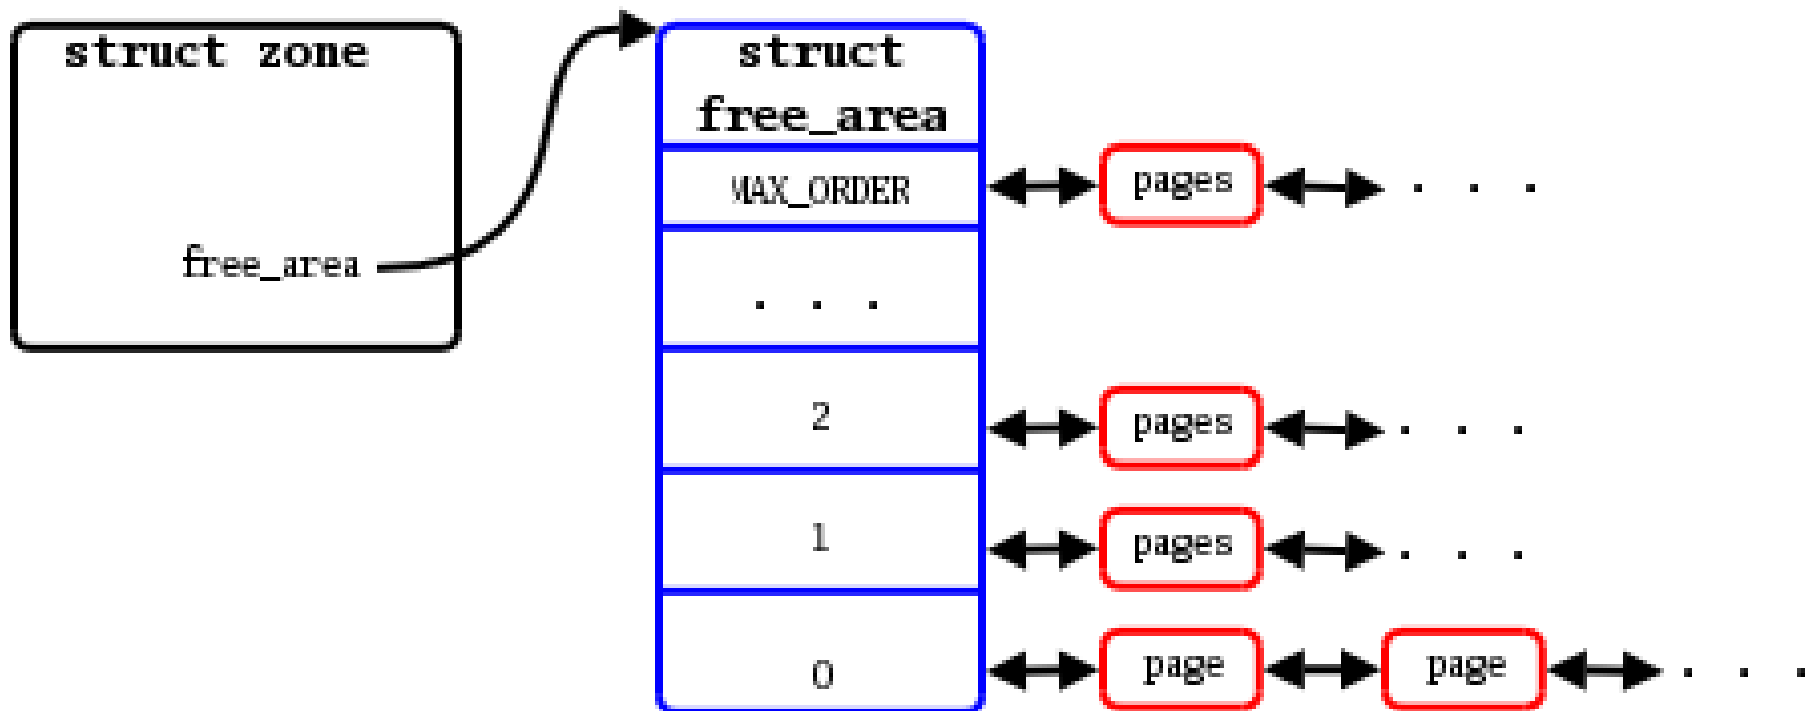 struct zone
free_area
struct
free_area
MAX_ORDER
pages
. . .
. . .
2
pages
. . .
1
pages
. . .
0
page
page
. . .